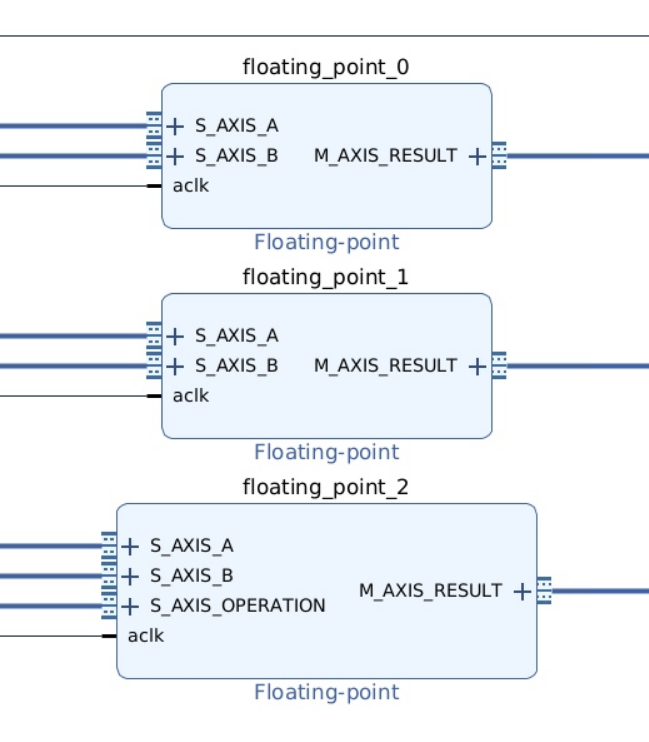 floating_point_0
S_AXIS_A
S_AXIS_B M_AXIS_RESULT
aclk
Floating-point
floating_point_1
S_AXIS_A
S_AXIS_B M_AXIS_RESULT
aclk
Floating-point
floating_point_2
S_AXIS_A
S_AXIS_B
M_AXIS_RESULT
S_AXIS_OPERATION
aclk
Floating-point